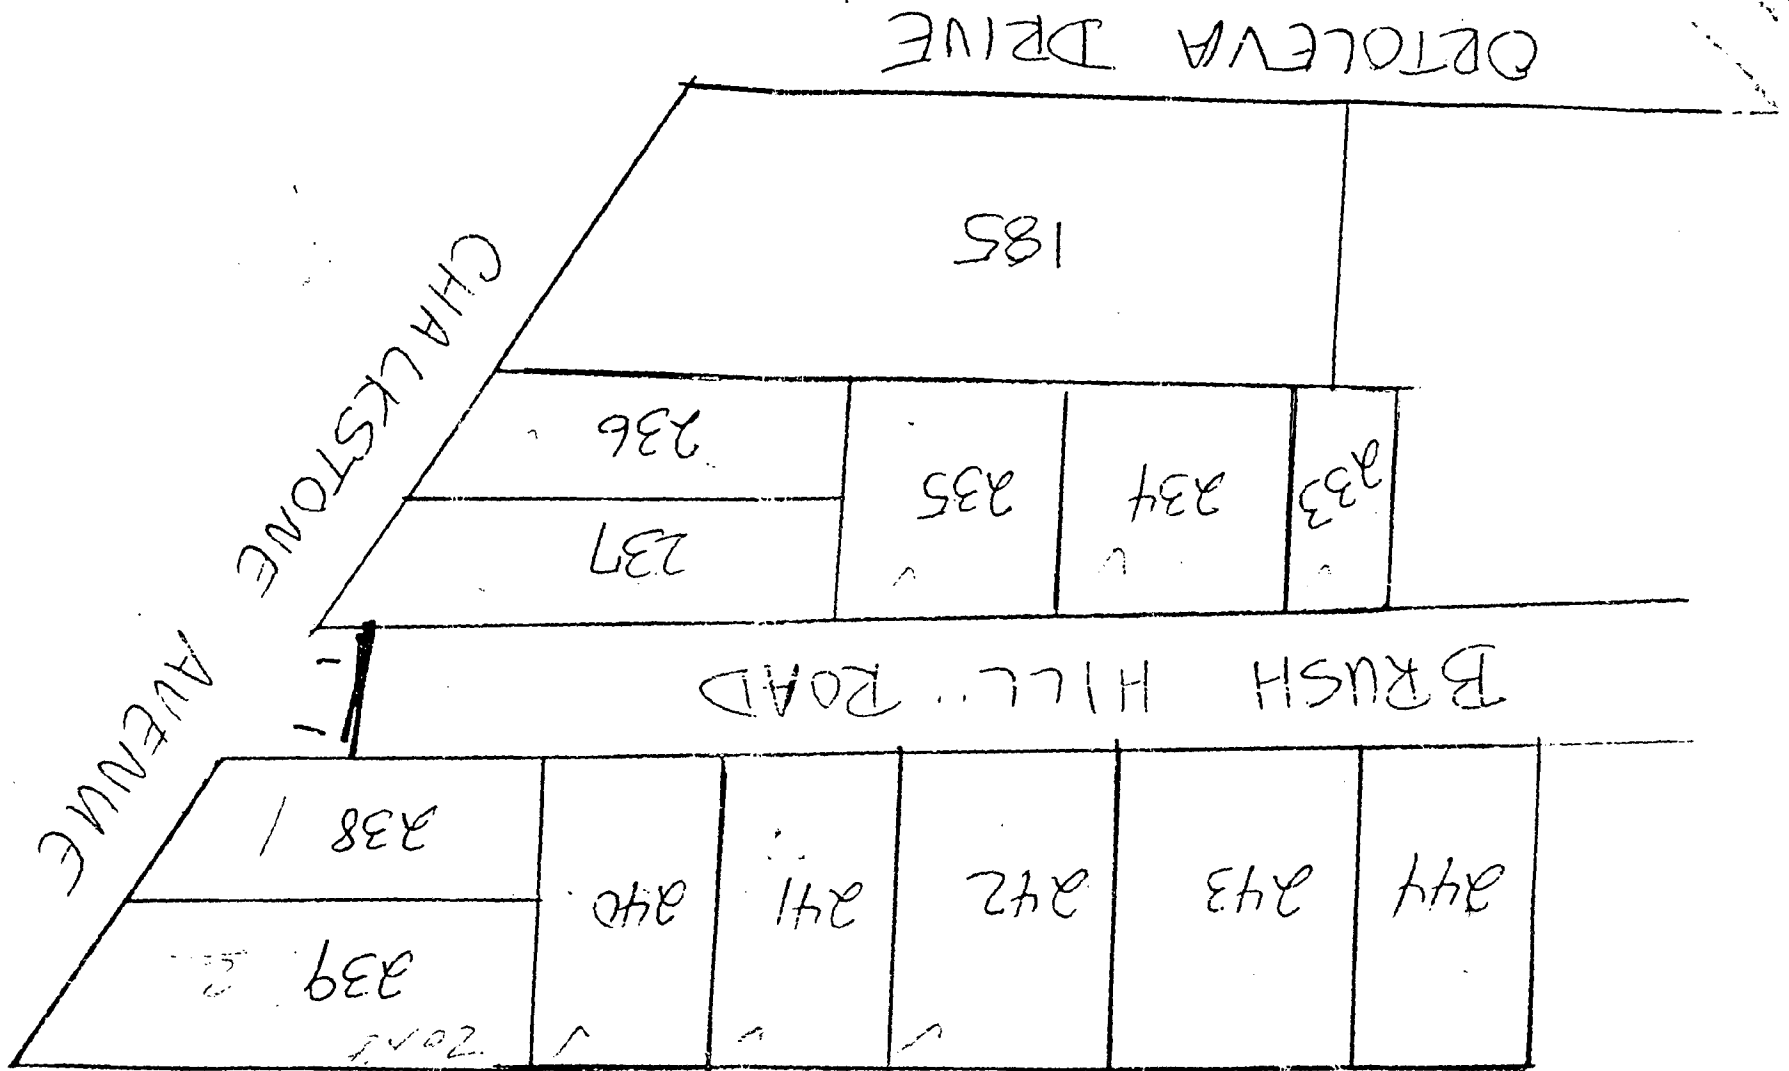 239
244 243 242 241 240
238
BRUSH HILL ROAD
237
233 234 235
236
185
CHALKSTONE AVENUE
ORTOLEVA DRIVE